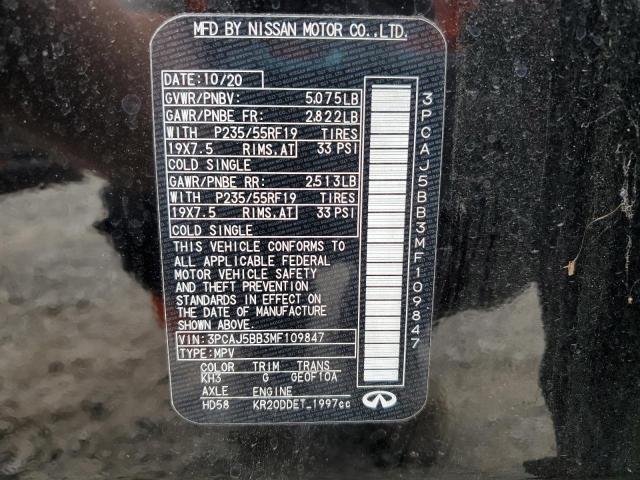 MFD BY NISSAN MOTOR CO.,LTD.
DATE:10/20
GVWR/PNBV: 5,075LB
GAWR/PNBE FR: 2,822LB
WITH P235/55RF19 TIRES
19X7.5 RIMS,AT 33 PSI
COLD SINGLE
GAWR/PNBE RR: 2,513LB
WITH P235/55RF19 TIRES
19X7.5 RIMS,AT 33 PSI
COLD SINGLE
THIS VEHICLE CONFORMS TO
ALL APPLICABLE FEDERAL
MOTOR VEHICLE SAFETY
AND THEFT PREVENTION
STANDARDS IN EFFECT ON
THE DATE OF MANUFACTURE
SHOWN ABOVE.
VIN:3PCAJ5BB3MF109847
TYPE:MPV
COLOR TRIM TRANS
KH3 G GE0F10A
AXLE ENGINE
HD58 KR20DDET_1997cc
3PCAJ5BB3MF109847